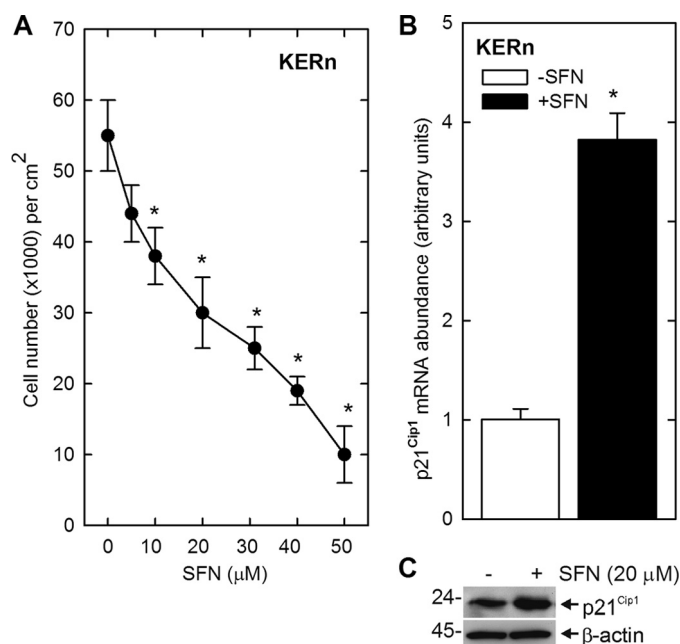 A
KERn
Cell number (x1000) per cm2
70
60
50
40
30
20
10
0
* * * * *
0 10 20 30 40 50
SFN (μM)
B
KERn
-SFN
+SFN
*
p21Cip1 mRNA abundance (arbitrary units)
5
4
3
2
1
0
C
- + SFN (20 μM)
24- p21Cip1
45- β-actin